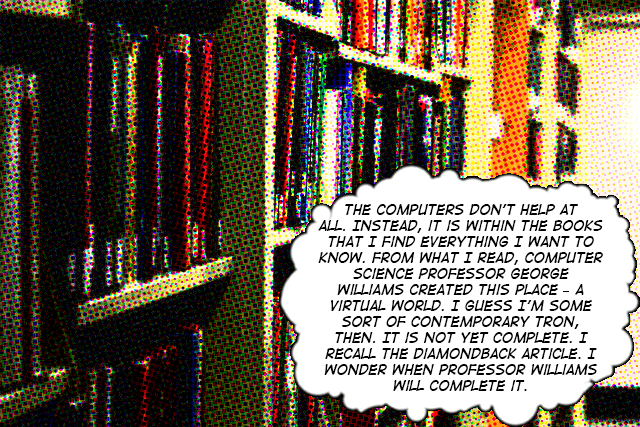 THE COMPUTERS DON'T HELP AT
ALL. INSTEAD, IT IS WITHIN THE BOOKS
THAT I FIND EVERYTHING I WANT TO
KNOW. FROM WHAT I READ, COMPUTER
SCIENCE PROFESSOR GEORGE
WILLIAMS CREATED THIS PLACE - A
VIRTUAL WORLD. I GUESS I'M SOME
SORT OF CONTEMPORARY TRON,
THEN. IT IS NOT YET COMPLETE. I
RECALL THE DIAMONDBACK ARTICLE. I
WONDER WHEN PROFESSOR WILLIAMS
WILL COMPLETE IT.